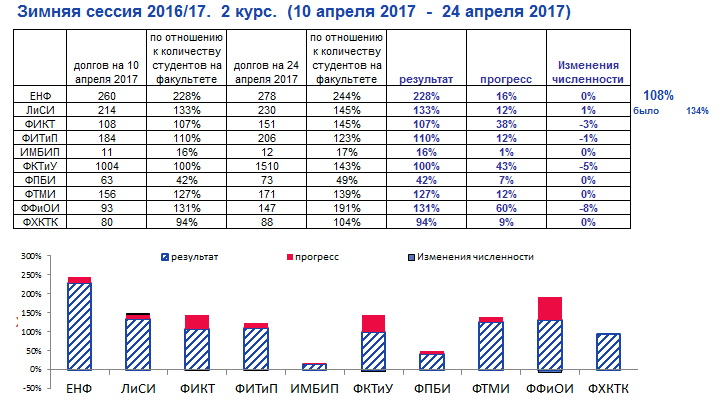 Зимняя сессия 2016/17. 2 курс. (10 апреля 2017 - 24 апреля 2017)
долгов на 10 апреля 2017 по отношению к количеству студентов на факультете долгов на 24 апреля 2017 по отношению к количеству студентов на факультете результат прогресс Изменения численности
ЕНФ 260 228% 278 244% 228% 16% 0% 108%
ЛиСИ 214 133% 230 145% 133% 12% 1% было 134%
ФИКТ 108 107% 151 145% 107% 38% -3%
ФИТиП 184 110% 206 123% 110% 12% -1%
ИМБИП 11 16% 12 17% 16% 1% 0%
ФКТиУ 1004 100% 1510 143% 100% 43% -5%
ФПБИ 63 42% 73 49% 42% 7% 0%
ФТМИ 156 127% 171 139% 127% 12% 0%
ФФиОИ 93 131% 147 191% 131% 60% -8%
ФХКТК 80 94% 88 104% 94% 9% 0%
результат прогресс Изменения численности
300%
250%
200%
150%
100%
50%
0%
-50%
ЕНФ ЛиСИ ФИКТ ФИТиП ИМБИП ФКТиУ ФПБИ ФТМИ ФФиОИ ФХКТК